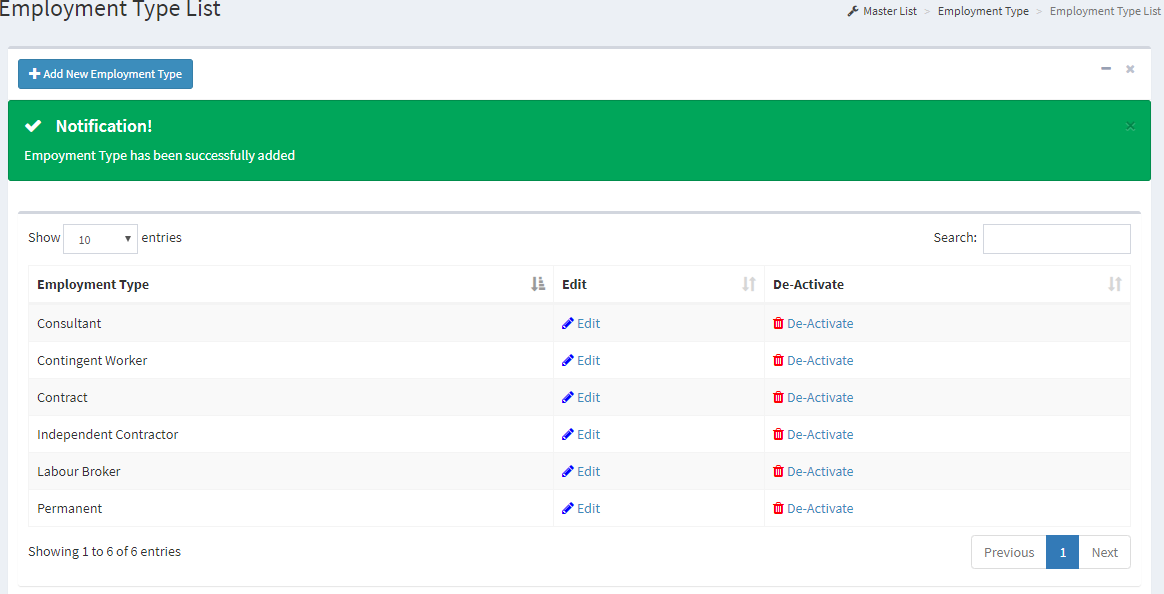 Employment Type List
Master List > Employment Type > Employment Type List
Add New Employment Type
Notification!
Empoyment Type has been successfully added
Show 10 entries Search:
Employment Type Edit De-Activate
Consultant Edit De-Activate
Contingent Worker Edit De-Activate
Contract Edit De-Activate
Independent Contractor Edit De-Activate
Labour Broker Edit De-Activate
Permanent Edit De-Activate
Showing 1 to 6 of 6 entries Previous 1 Next